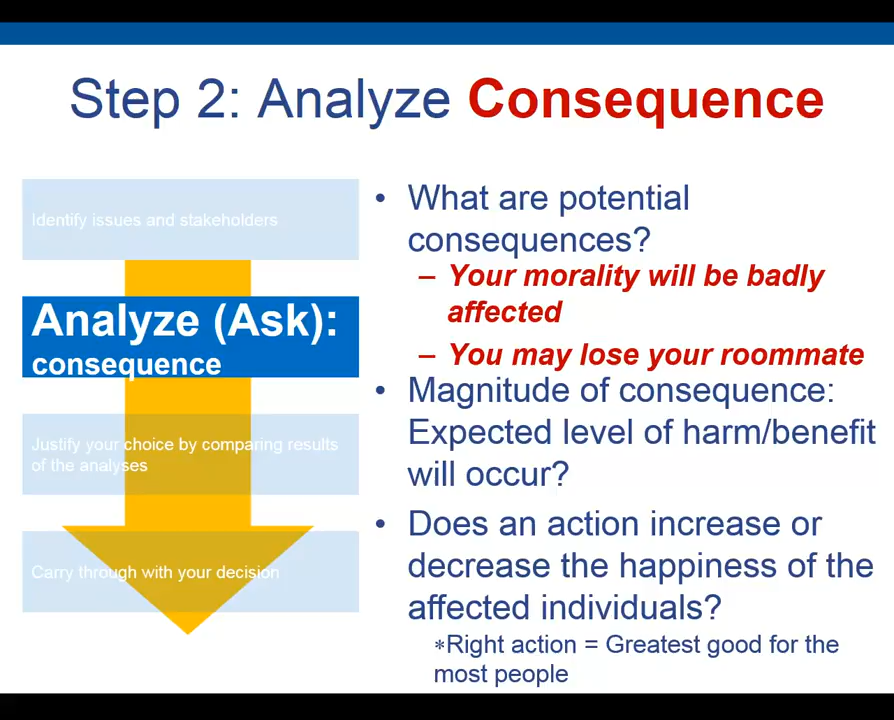 Step 2: Analyze Consequence
Identify issues and stakeholders
Analyze (Ask):
consequence
Justify your choice by comparing results
of the analyses
Carry through with your decision
• What are potential
consequences?
– Your morality will be badly
affected
– You may lose your roommate
• Magnitude of consequence:
Expected level of harm/benefit
will occur?
• Does an action increase or
decrease the happiness of the
affected individuals?
*Right action = Greatest good for the
most people